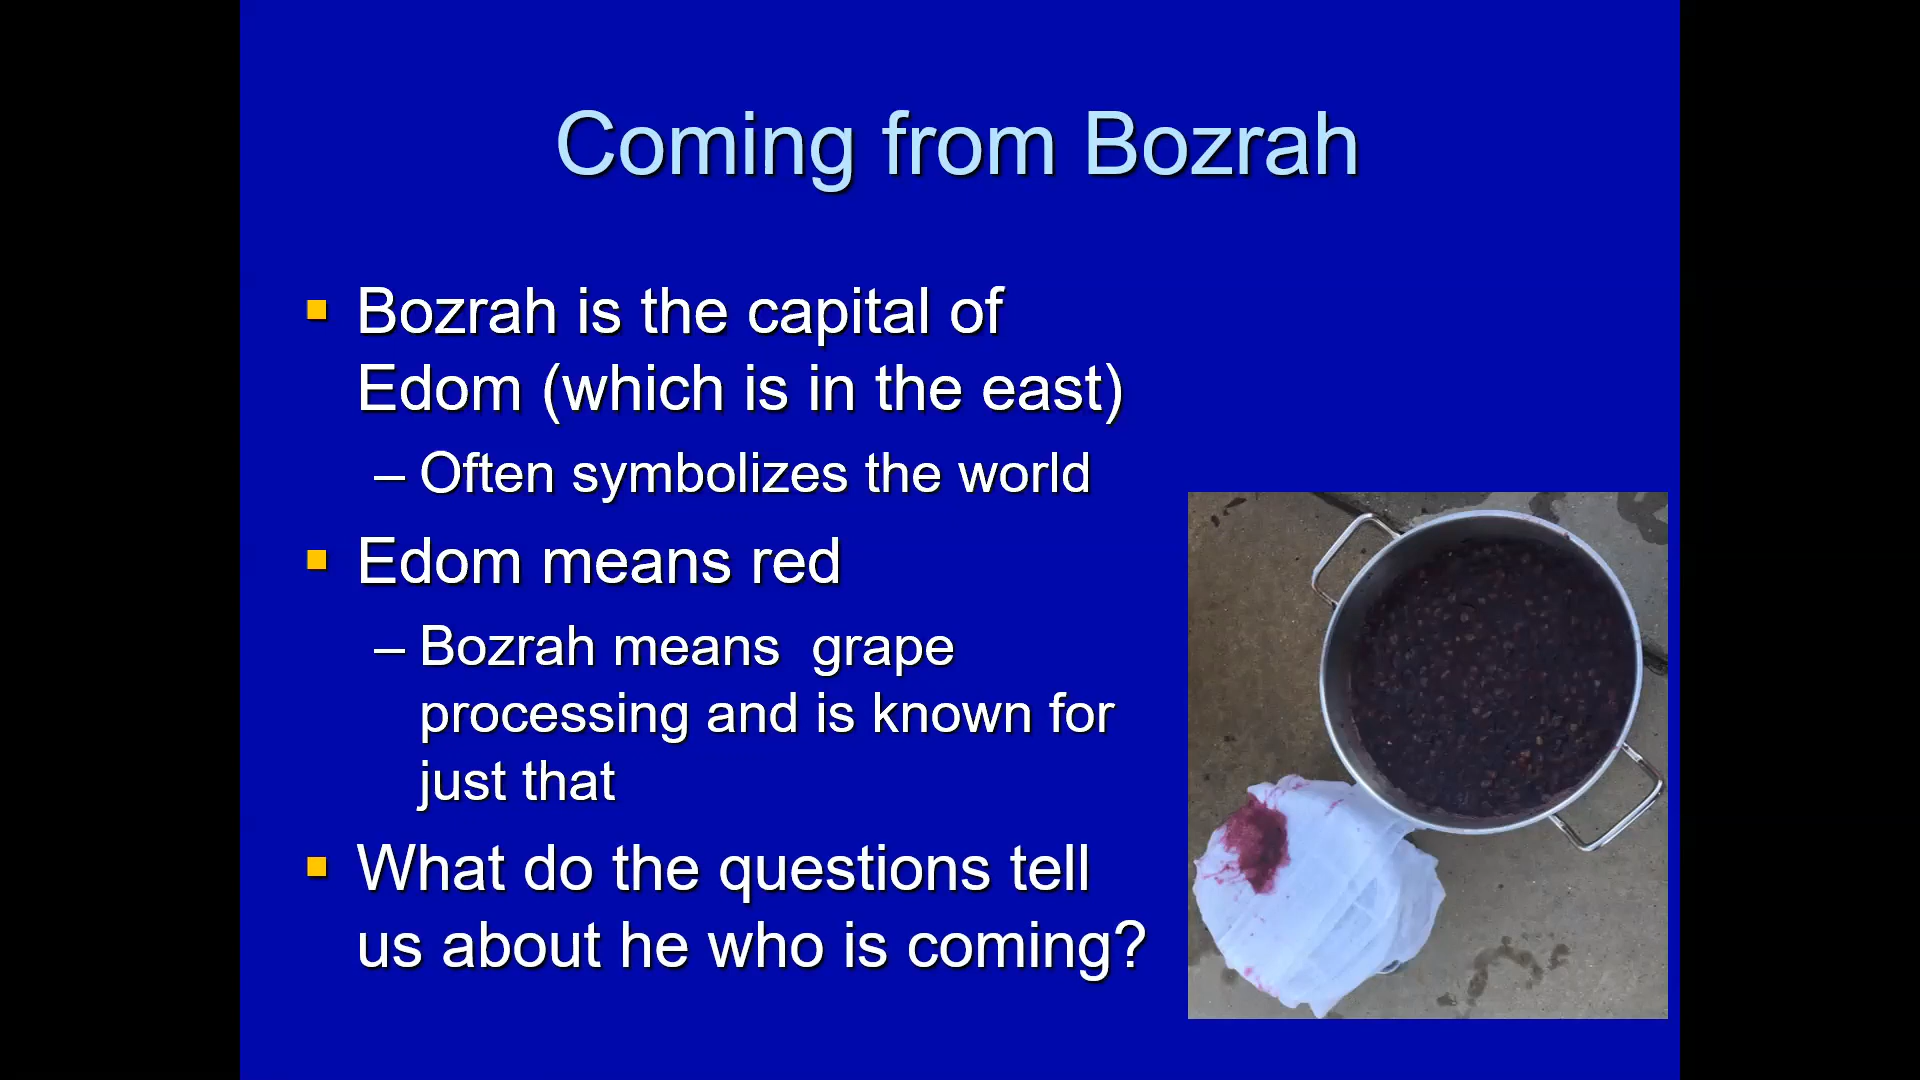 Coming from Bozrah
▪ Bozrah is the capital of
Edom (which is in the east)
– Often symbolizes the world
▪ Edom means red
– Bozrah means  grape
processing and is known for
just that
▪ What do the questions tell
us about he who is coming?